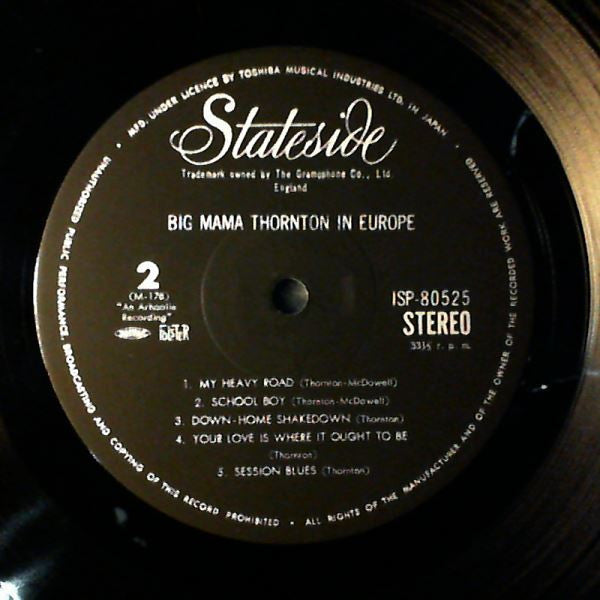 MFD. UNDER LICENCE BY TOSHIBA MUSICAL INDUSTRIES LTD. IN JAPAN •
Stateside
Trademark owned by The Gramophone Co., Ltd.
England
BIG MAMA THORNTON IN EUROPE
2
(M-178)
"An Arhoolie
Recording"
ISP-80525
STEREO
33⅓ r. p. m.
1. MY HEAVY ROAD (Thornton-McDowell)
2. SCHOOL BOY (Thornton-McDowell)
3. DOWN-HOME SHAKEDOWN (Thornton)
4. YOUR LOVE IS WHERE IT OUGHT TO BE
(Thornton)
5. SESSION BLUES (Thornton)
UNAUTHORIZED PUBLIC PERFORMANCE, BROADCASTING AND COPYING OF THIS RECORD PROHIBITED • ALL RIGHTS OF THE MANUFACTURER AND OF THE OWNER OF THE RECORDED WORK ARE RESERVED